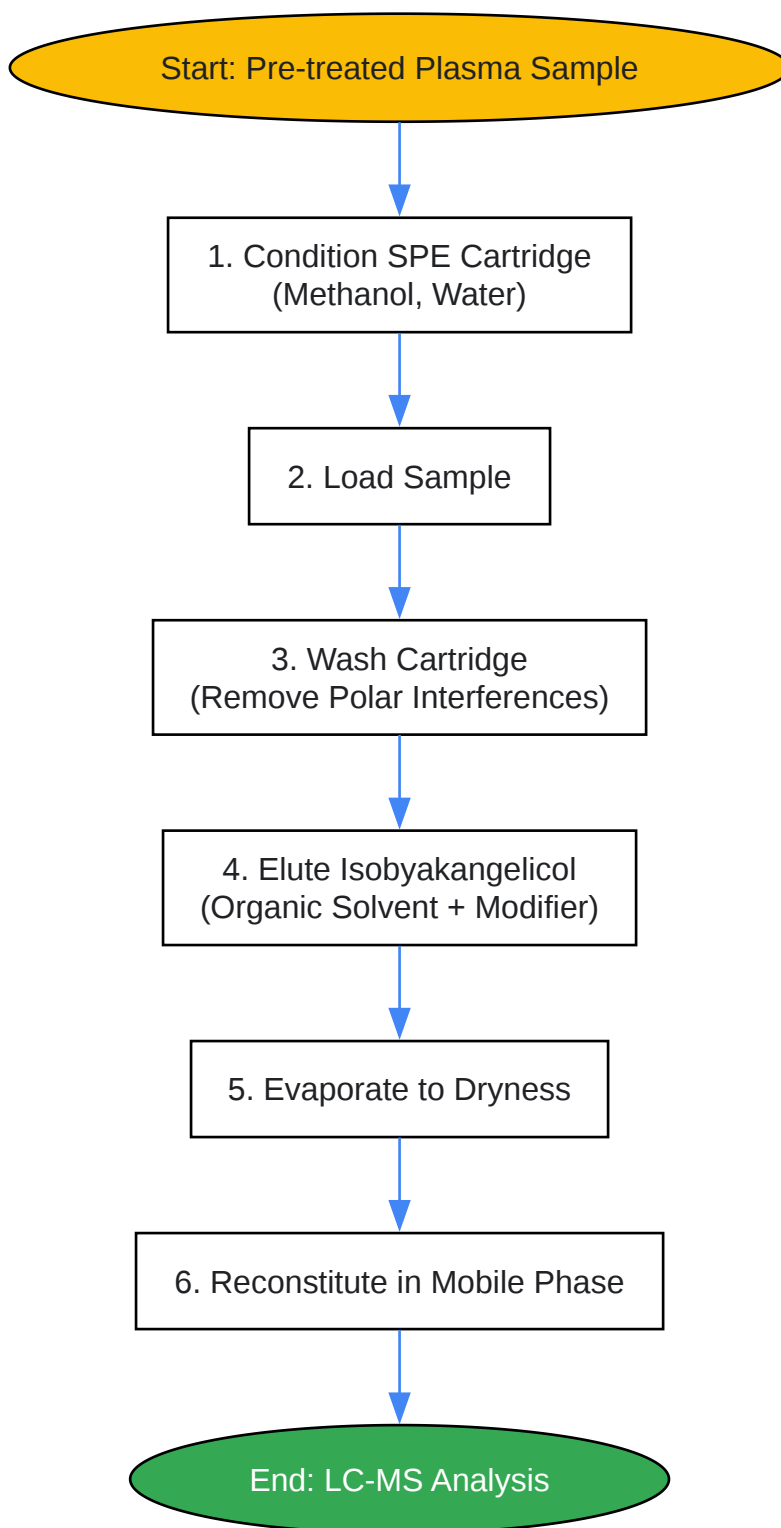 Start: Pre-treated Plasma Sample
1. Condition SPE Cartridge
(Methanol, Water)
2. Load Sample
3. Wash Cartridge
(Remove Polar Interferences)
4. Elute Isobyakangelicol
(Organic Solvent + Modifier)
5. Evaporate to Dryness
6. Reconstitute in Mobile Phase
End: LC-MS Analysis